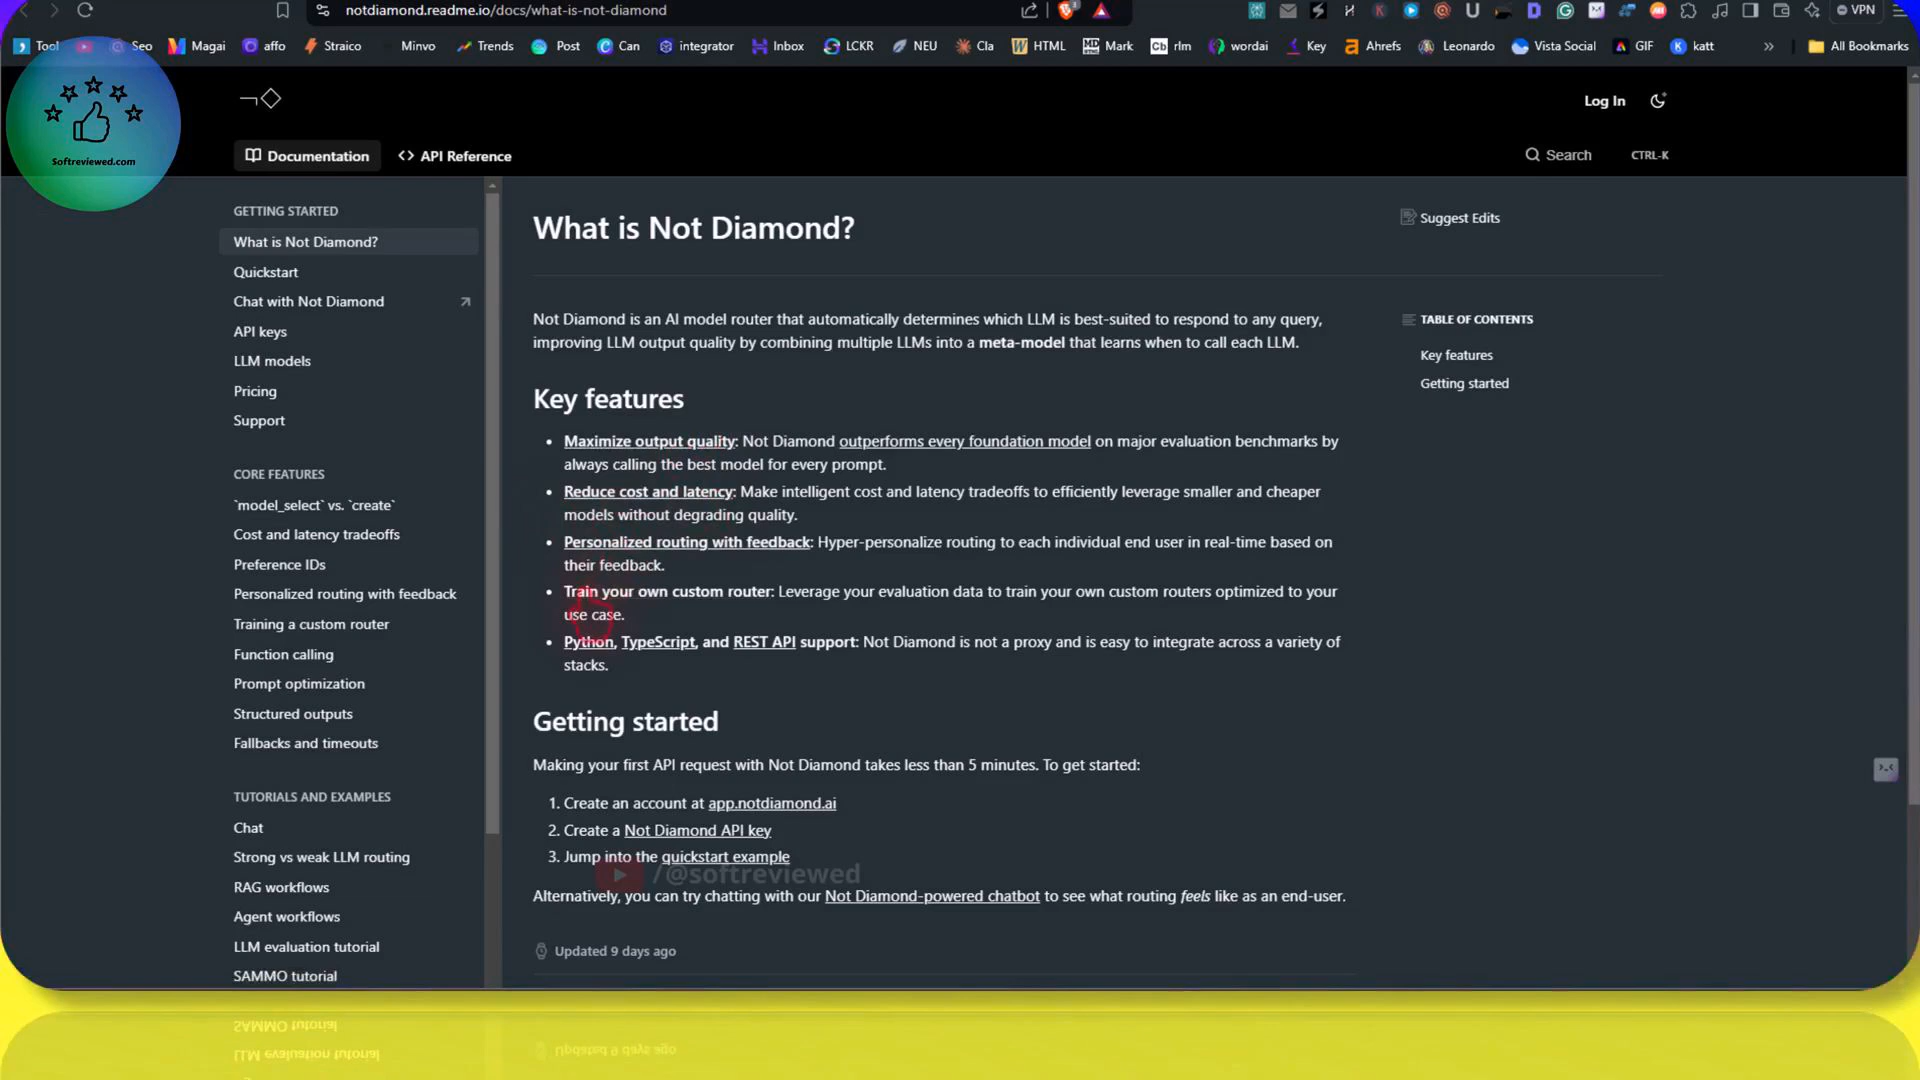 notdiamond.readme.io/docs/what-is-not-diamond
VPN
Tool Seo Magai affo Straico Minvo Trends Post Can integrator Inbox LCKR NEU Cla HTML Mark rlm wordai Key Ahrefs Leonardo Vista Social GIF katt » All Bookmarks
Softreviewed.com
Log In
Documentation <> API Reference
Search CTRL-K
GETTING STARTED
What is Not Diamond?
Quickstart
Chat with Not Diamond
API keys
LLM models
Pricing
Support
CORE FEATURES
`model_select` vs. `create`
Cost and latency tradeoffs
Preference IDs
Personalized routing with feedback
Training a custom router
Function calling
Prompt optimization
Structured outputs
Fallbacks and timeouts
TUTORIALS AND EXAMPLES
Chat
Strong vs weak LLM routing
RAG workflows
Agent workflows
LLM evaluation tutorial
SAMMO tutorial
What is Not Diamond?
Suggest Edits
Not Diamond is an AI model router that automatically determines which LLM is best-suited to respond to any query,
improving LLM output quality by combining multiple LLMs into a meta-model that learns when to call each LLM.
Key features
• Maximize output quality: Not Diamond outperforms every foundation model on major evaluation benchmarks by
always calling the best model for every prompt.
• Reduce cost and latency: Make intelligent cost and latency tradeoffs to efficiently leverage smaller and cheaper
models without degrading quality.
• Personalized routing with feedback: Hyper-personalize routing to each individual end user in real-time based on
their feedback.
• Train your own custom router: Leverage your evaluation data to train your own custom routers optimized to your
use case.
• Python, TypeScript, and REST API support: Not Diamond is not a proxy and is easy to integrate across a variety of
stacks.
Getting started
Making your first API request with Not Diamond takes less than 5 minutes. To get started:
1. Create an account at app.notdiamond.ai
2. Create a Not Diamond API key
3. Jump into the quickstart example
/@softreviewed
Alternatively, you can try chatting with our Not Diamond-powered chatbot to see what routing feels like as an end-user.
Updated 9 days ago
TABLE OF CONTENTS
Key features
Getting started
SAMMO tutorial
LLM evaluation tutorial
Updated 9 days ago